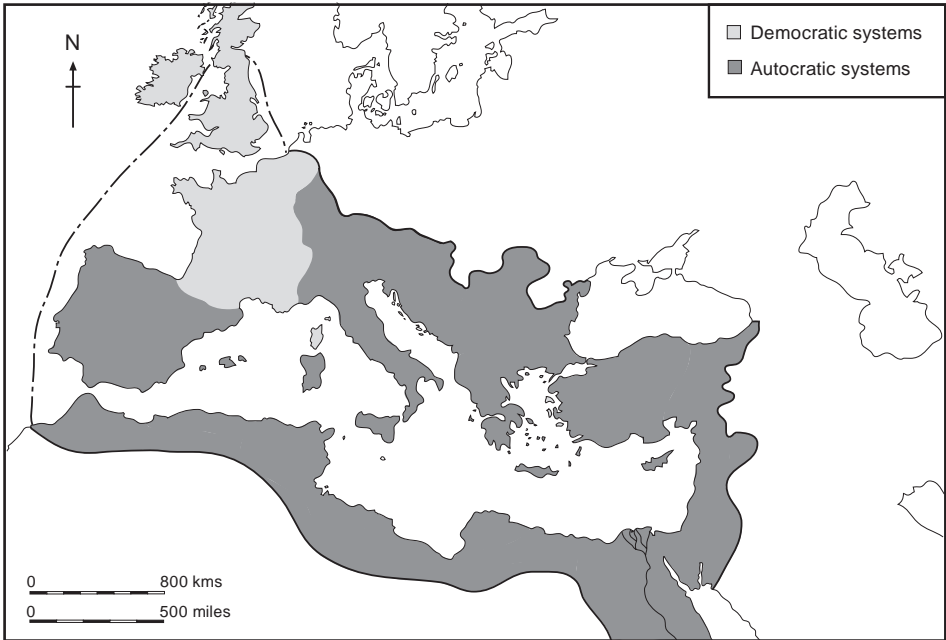 N
Democratic systems
Autocratic systems
0 800 kms
0 500 miles